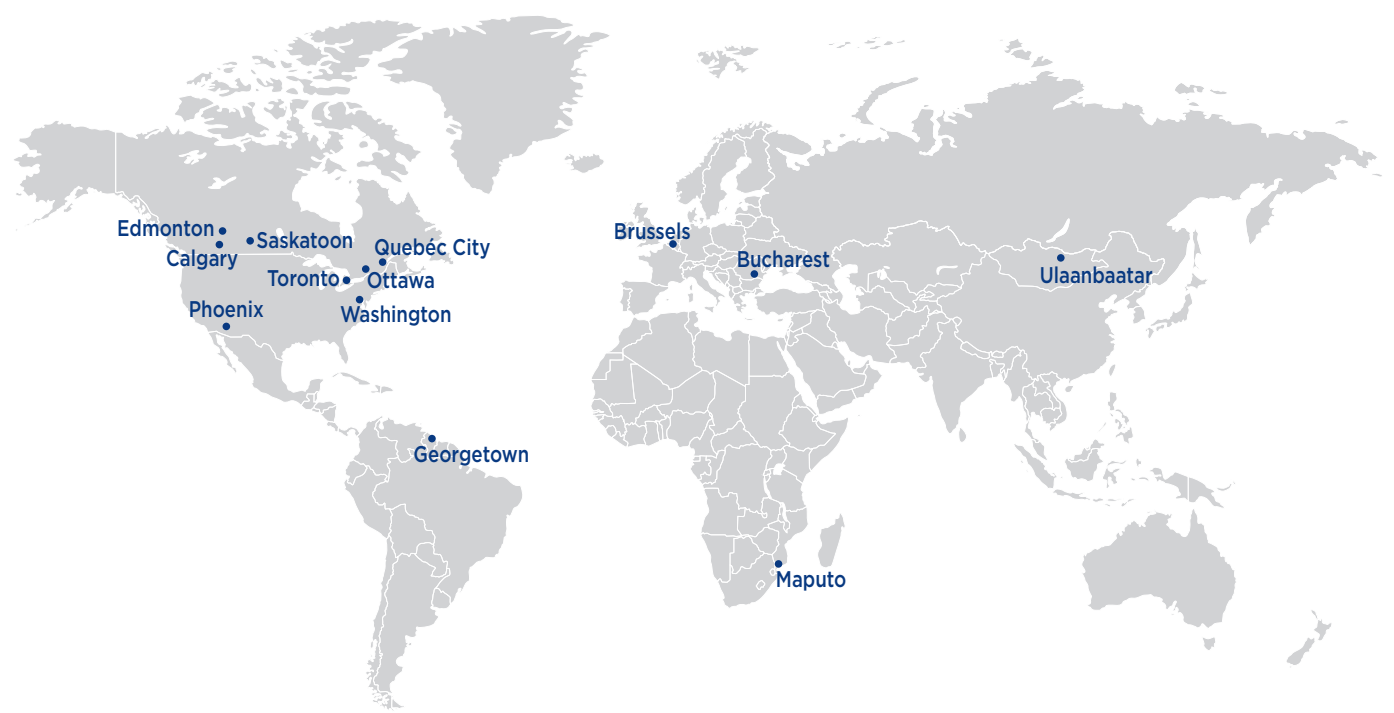 Edmonton
Saskatoon
Calgary
Quebéc City
Toronto
Ottawa
Phoenix
Washington
Brussels
Bucharest
Ulaanbaatar
Georgetown
Maputo